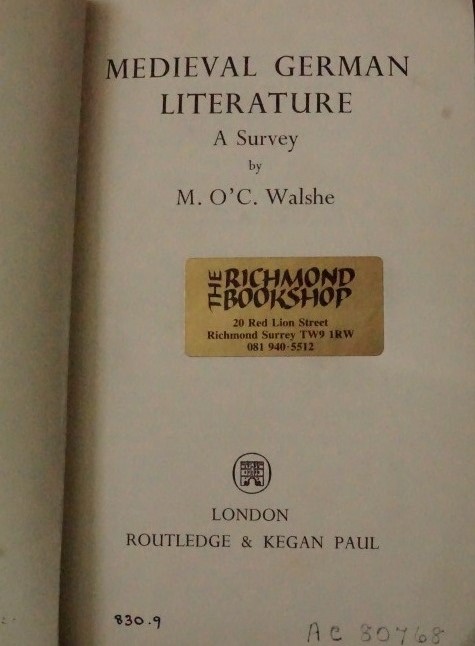 MEDIEVAL GERMAN
LITERATURE
A Survey
by
M. O'C. Walshe
THE RICHMOND
BOOKSHOP
20 Red Lion Street
Richmond Surrey TW9 1RW
081 940-5512
LONDON
ROUTLEDGE & KEGAN PAUL
830.9
AC 80768